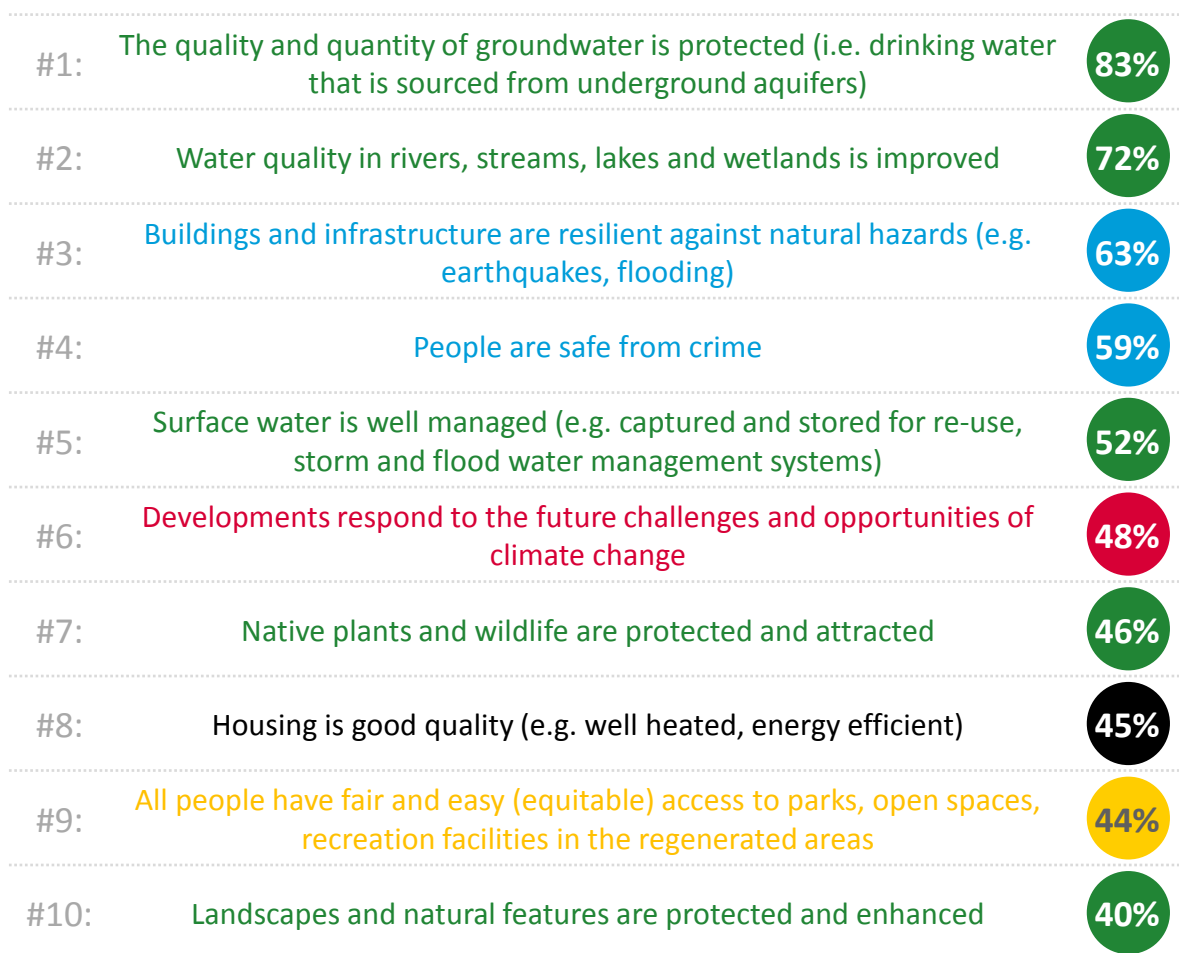 #1:
The quality and quantity of groundwater is protected (i.e. drinking water
that is sourced from underground aquifers)
83%
#2:
Water quality in rivers, streams, lakes and wetlands is improved
72%
#3:
Buildings and infrastructure are resilient against natural hazards (e.g.
earthquakes, flooding)
63%
#4:
People are safe from crime
59%
#5:
Surface water is well managed (e.g. captured and stored for re-use,
storm and flood water management systems)
52%
#6:
Developments respond to the future challenges and opportunities of
climate change
48%
#7:
Native plants and wildlife are protected and attracted
46%
#8:
Housing is good quality (e.g. well heated, energy efficient)
45%
#9:
All people have fair and easy (equitable) access to parks, open spaces,
recreation facilities in the regenerated areas
44%
#10:
Landscapes and natural features are protected and enhanced
40%